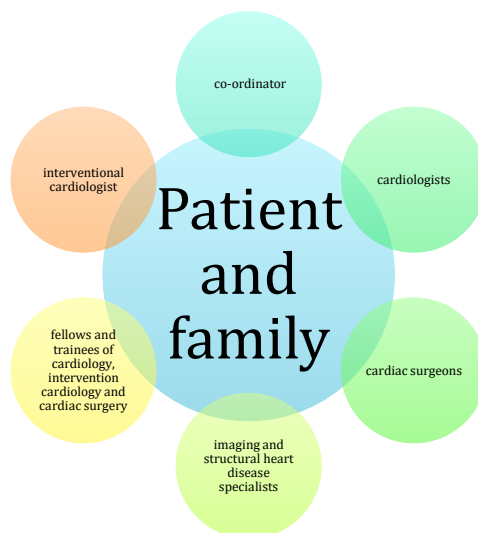 co-ordinator
cardiologists
cardiac surgeons
imaging and
structural heart
disease
specialists
fellows and
trainees of
cardiology,
intervention
cardiology and
cardiac surgery
interventional
cardiologist
Patient
and
family